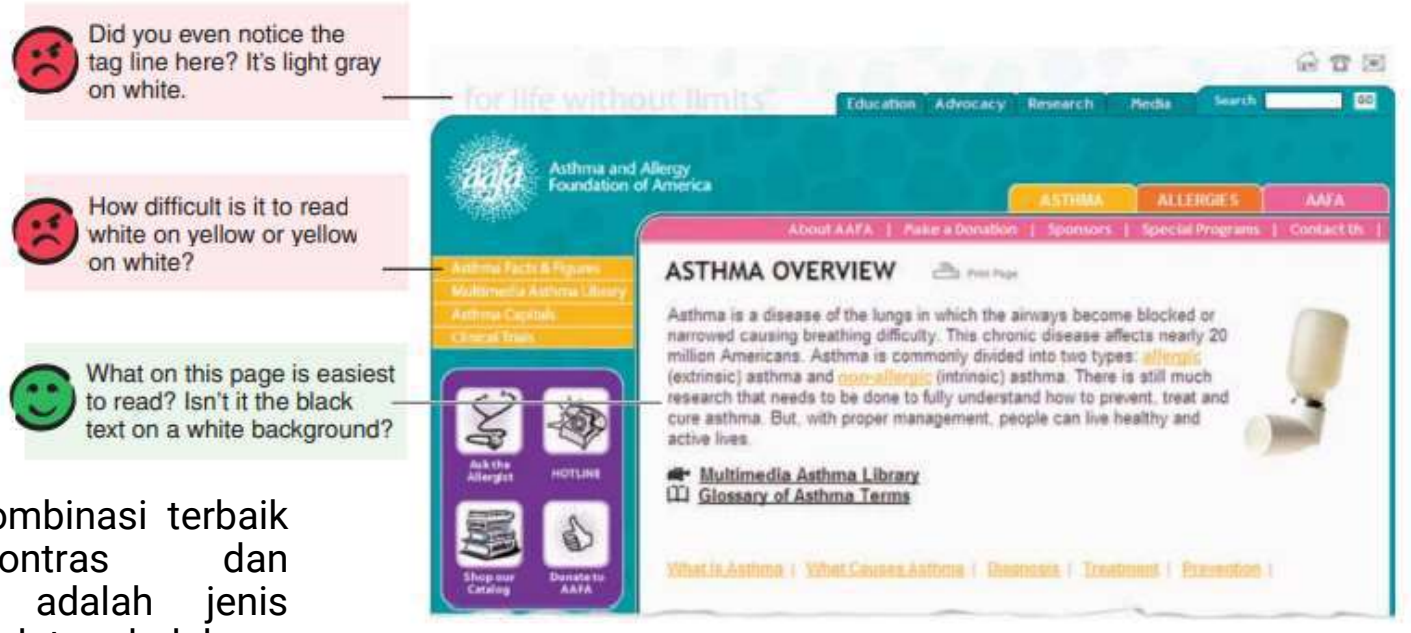 Did you even notice the
tag line here? It's light gray
on white.
How difficult is it to read
white on yellow or yellow
on white?
What on this page is easiest
to read? Isn't it the black
text on a white background?
for life without limits
Education Advocacy Research Media Search GO
aafa
Asthma and Allergy
Foundation of America
ASTHMA ALLERGIES AAFA
About AAFA | Make a Donation | Sponsors | Special Programs | Contact Us |
Asthma Facts & Figures
Multimedia Asthma Library
Asthma Capitals
Clinical Trials
Ask the
Allergist
HOTLINE
Shop our
Catalog
Donate to
AAFA
ASTHMA OVERVIEW Print Page
Asthma is a disease of the lungs in which the airways become blocked or
narrowed causing breathing difficulty. This chronic disease affects nearly 20
million Americans. Asthma is commonly divided into two types: allergic
(extrinsic) asthma and non-allergic (intrinsic) asthma. There is still much
research that needs to be done to fully understand how to prevent, treat and
cure asthma. But, with proper management, people can live healthy and
active lives.
Multimedia Asthma Library
Glossary of Asthma Terms
What is Asthma | What Causes Asthma | Diagnosis | Treatment | Prevention |
ombinasi terbaik
ontras dan
adalah jenis